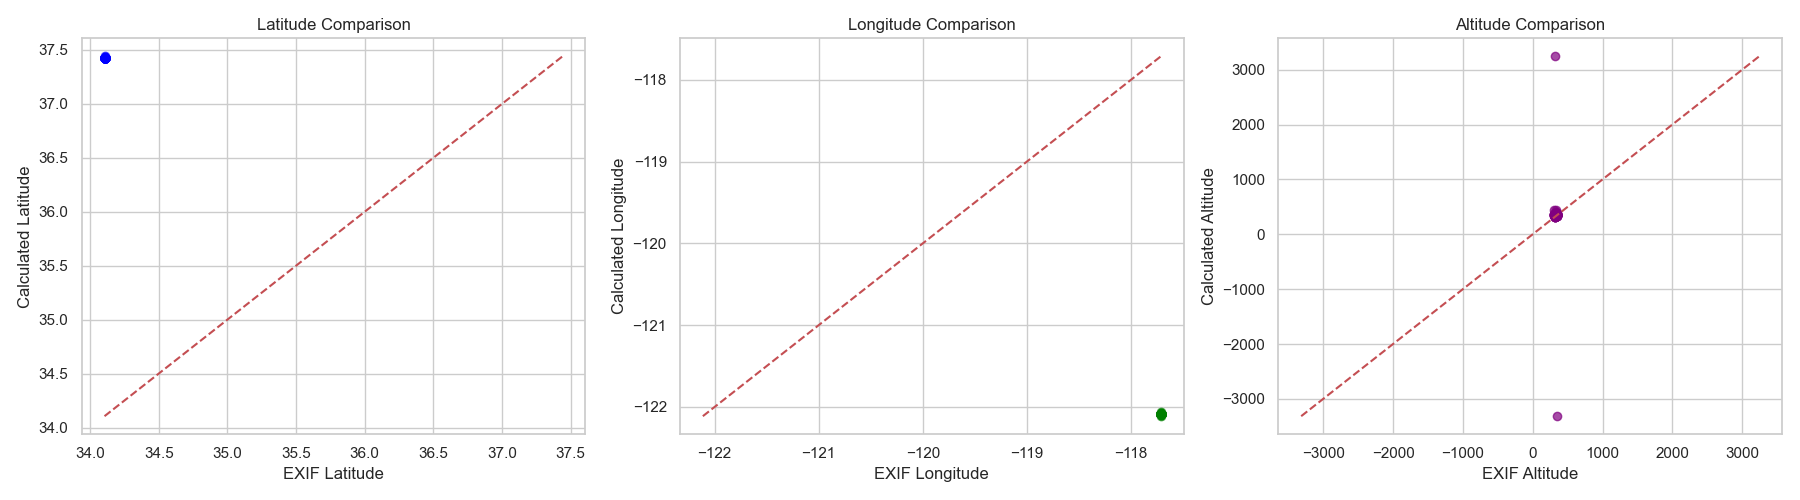 Latitude Comparison
Calculated Latitude
37.5
37.0
36.5
36.0
35.5
35.0
34.5
34.0
34.0 34.5 35.0 35.5 36.0 36.5 37.0 37.5
EXIF Latitude
Longitude Comparison
Calculated Longitude
−118
−119
−120
−121
−122
−122 −121 −120 −119 −118
EXIF Longitude
Altitude Comparison
Calculated Altitude
3000
2000
1000
0
−1000
−2000
−3000
−3000 −2000 −1000 0 1000 2000 3000
EXIF Altitude